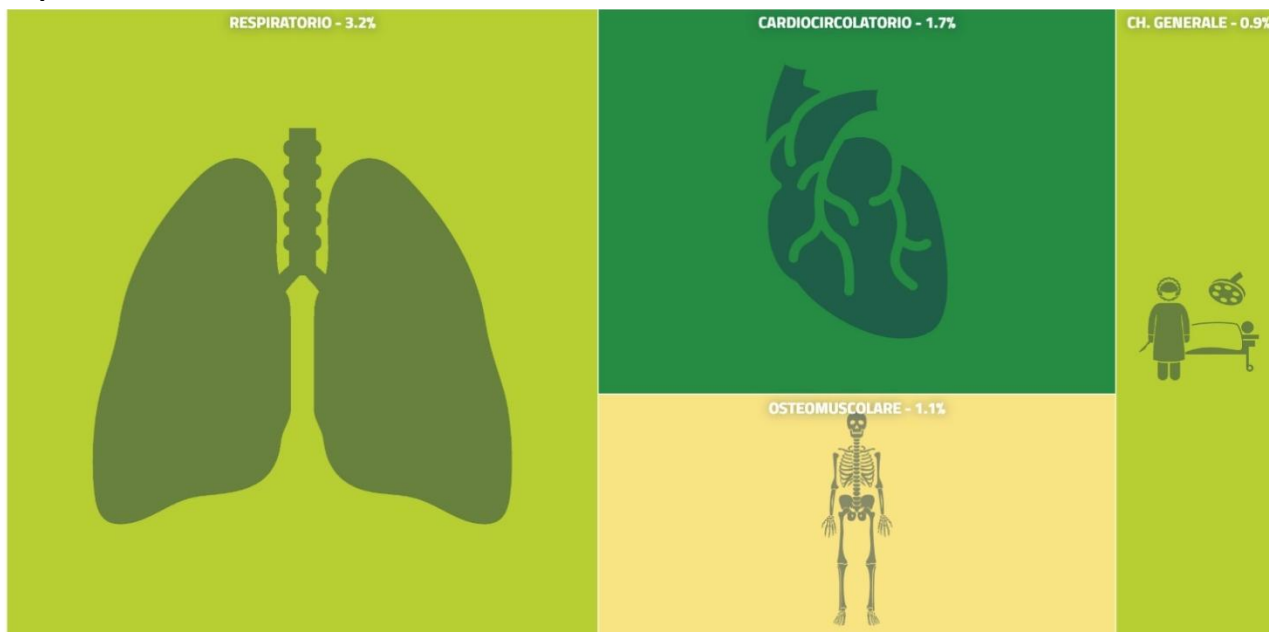 RESPIRATORIO - 3.2%
CARDIOCIRCOLATORIO - 1.7%
CH. GENERALE - 0.9%
OSTEOMUSCOLARE - 1.1%